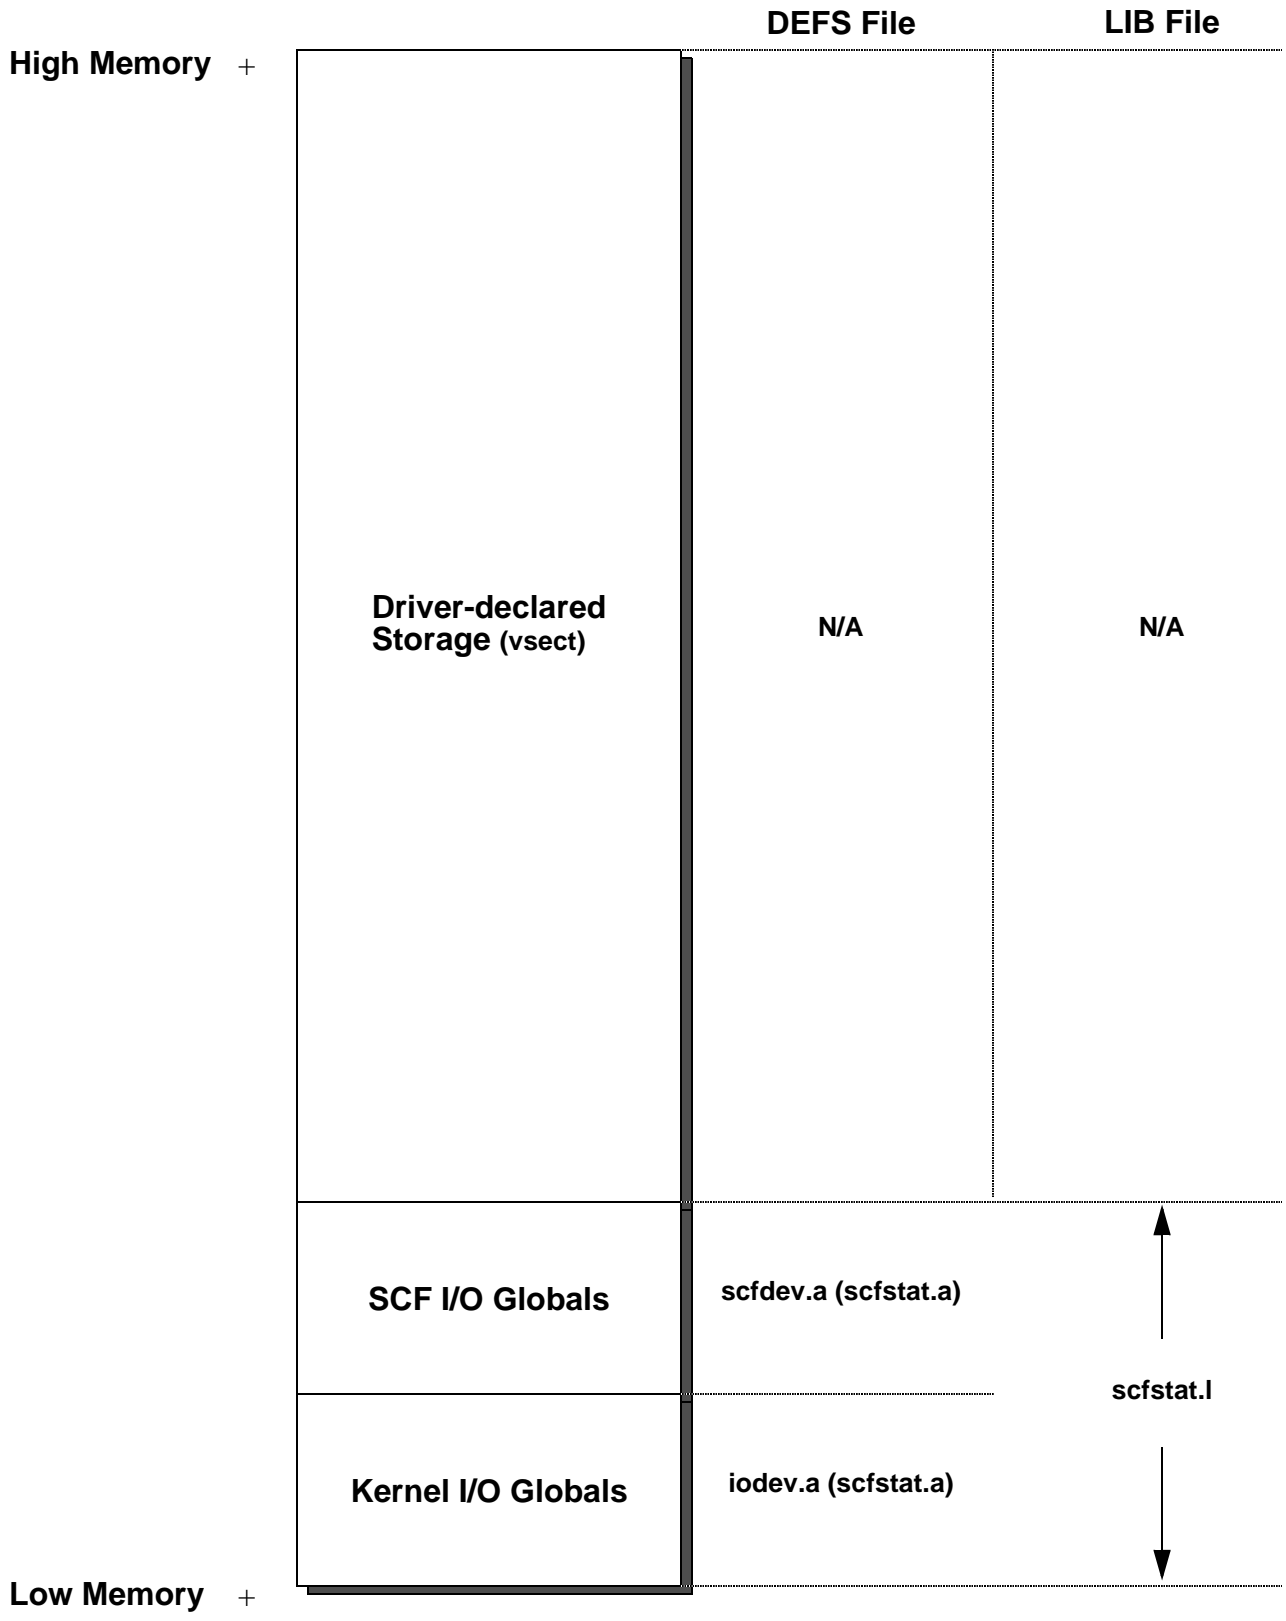 DEFS File
LIB File
High Memory +
Driver-declared
Storage (vsect)
N/A
N/A
SCF I/O Globals
scfdev.a (scfstat.a)
scfstat.l
Kernel I/O Globals
iodev.a (scfstat.a)
Low Memory +